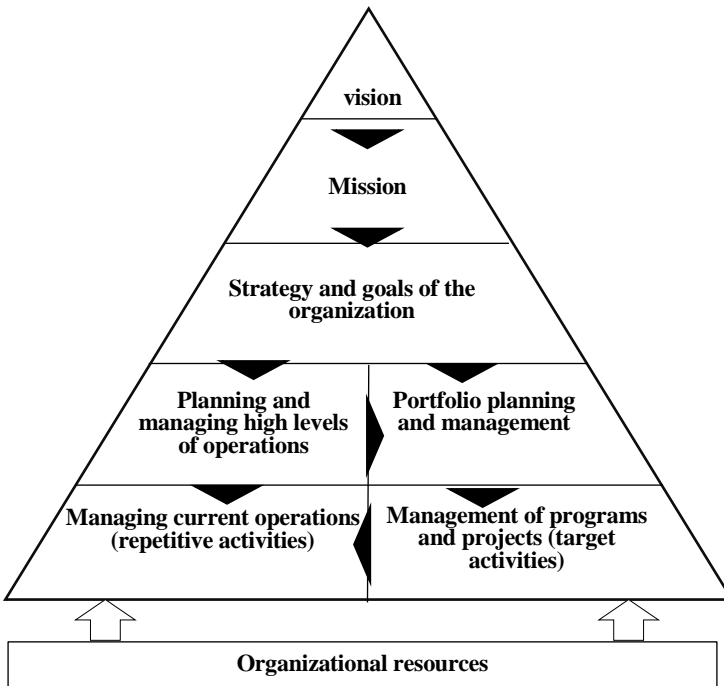 vision
Mission
Strategy and goals of the
organization
Planning and
managing high levels
of operations
Portfolio planning
and management
Managing current operations
(repetitive activities)
Management of programs
and projects (target
activities)
Organizational resources